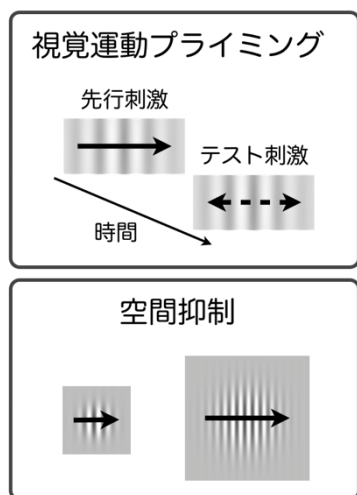 視覚運動プライミング
先行刺激
テスト刺激
時間
空間抑制